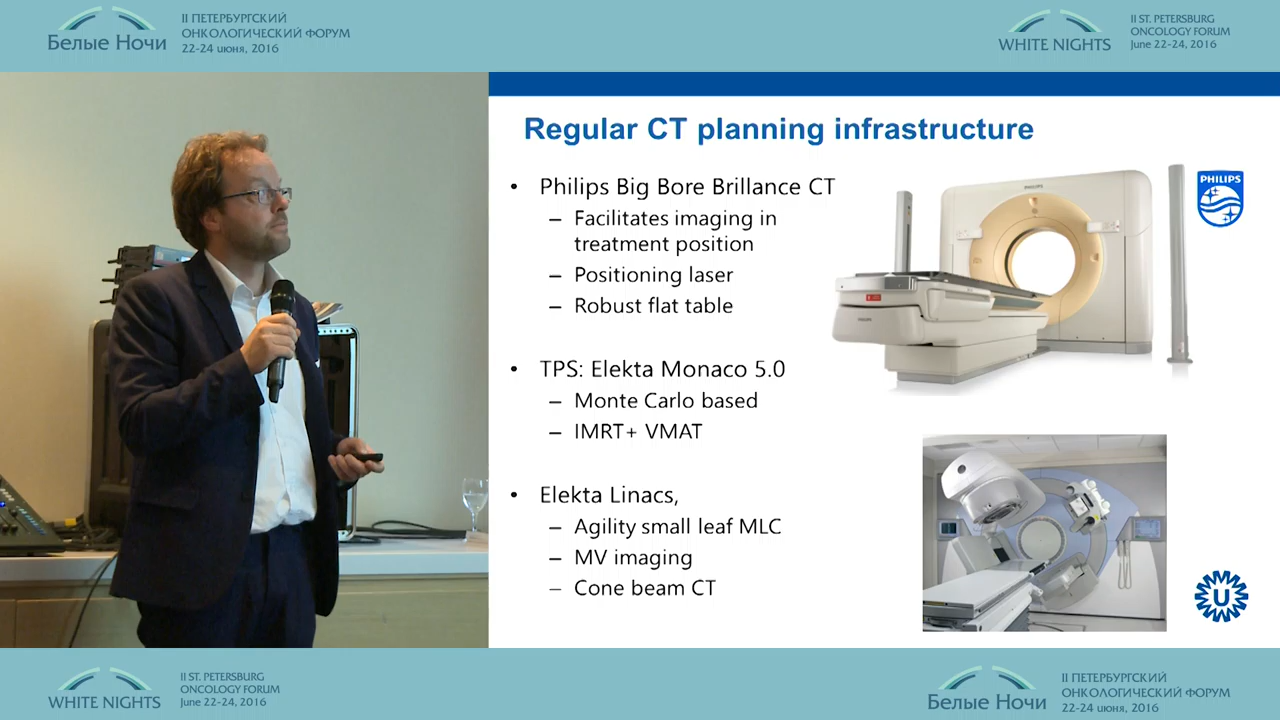 Белые Ночи
II ПЕТЕРБУРГСКИЙ
ОНКОЛОГИЧЕСКИЙ ФОРУМ
22-24 июня, 2016
WHITE NIGHTS
II ST. PETERSBURG
ONCOLOGY FORUM
June 22-24, 2016
Regular CT planning infrastructure
• Philips Big Bore Brillance CT
– Facilitates imaging in
treatment position
– Positioning laser
– Robust flat table
• TPS: Elekta Monaco 5.0
– Monte Carlo based
– IMRT+ VMAT
• Elekta Linacs,
– Agility small leaf MLC
– MV imaging
– Cone beam CT
PHILIPS
PHILIPS
U
WHITE NIGHTS
II ST. PETERSBURG
ONCOLOGY FORUM
June 22-24, 2016
Белые Ночи
II ПЕТЕРБУРГСКИЙ
ОНКОЛОГИЧЕСКИЙ ФОРУМ
22-24 июня, 2016